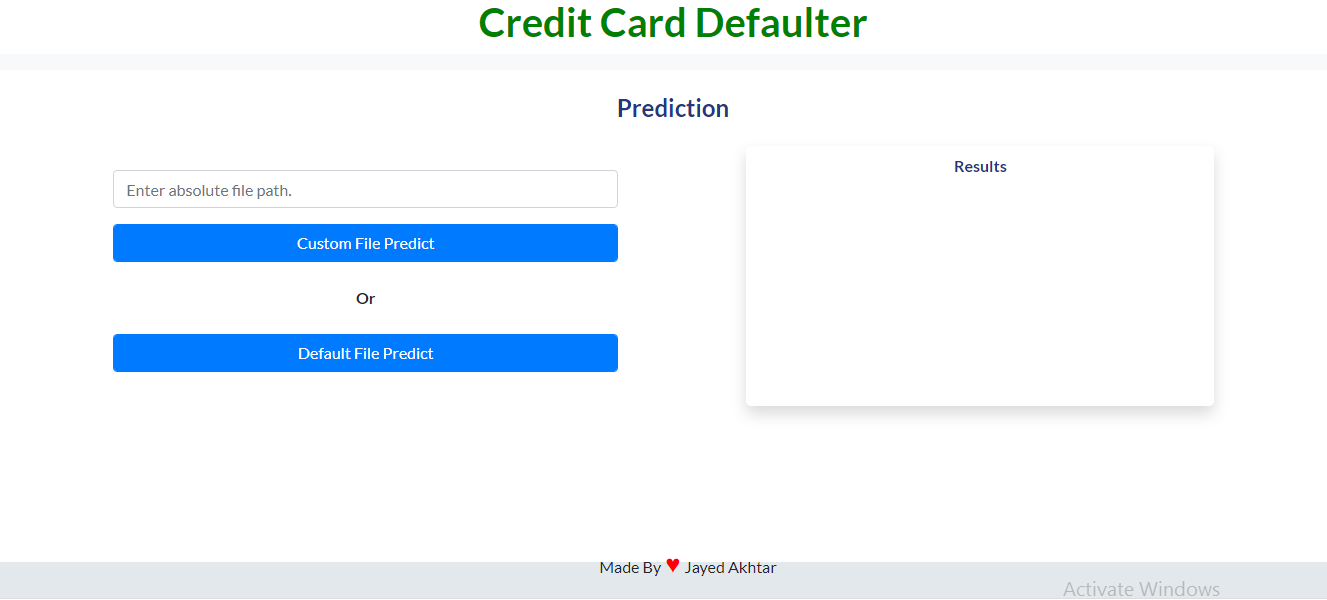 Credit Card Defaulter
Prediction
Enter absolute file path.
Custom File Predict
Or
Default File Predict
Results
Made By ♥ Jayed Akhtar
Activate Windows